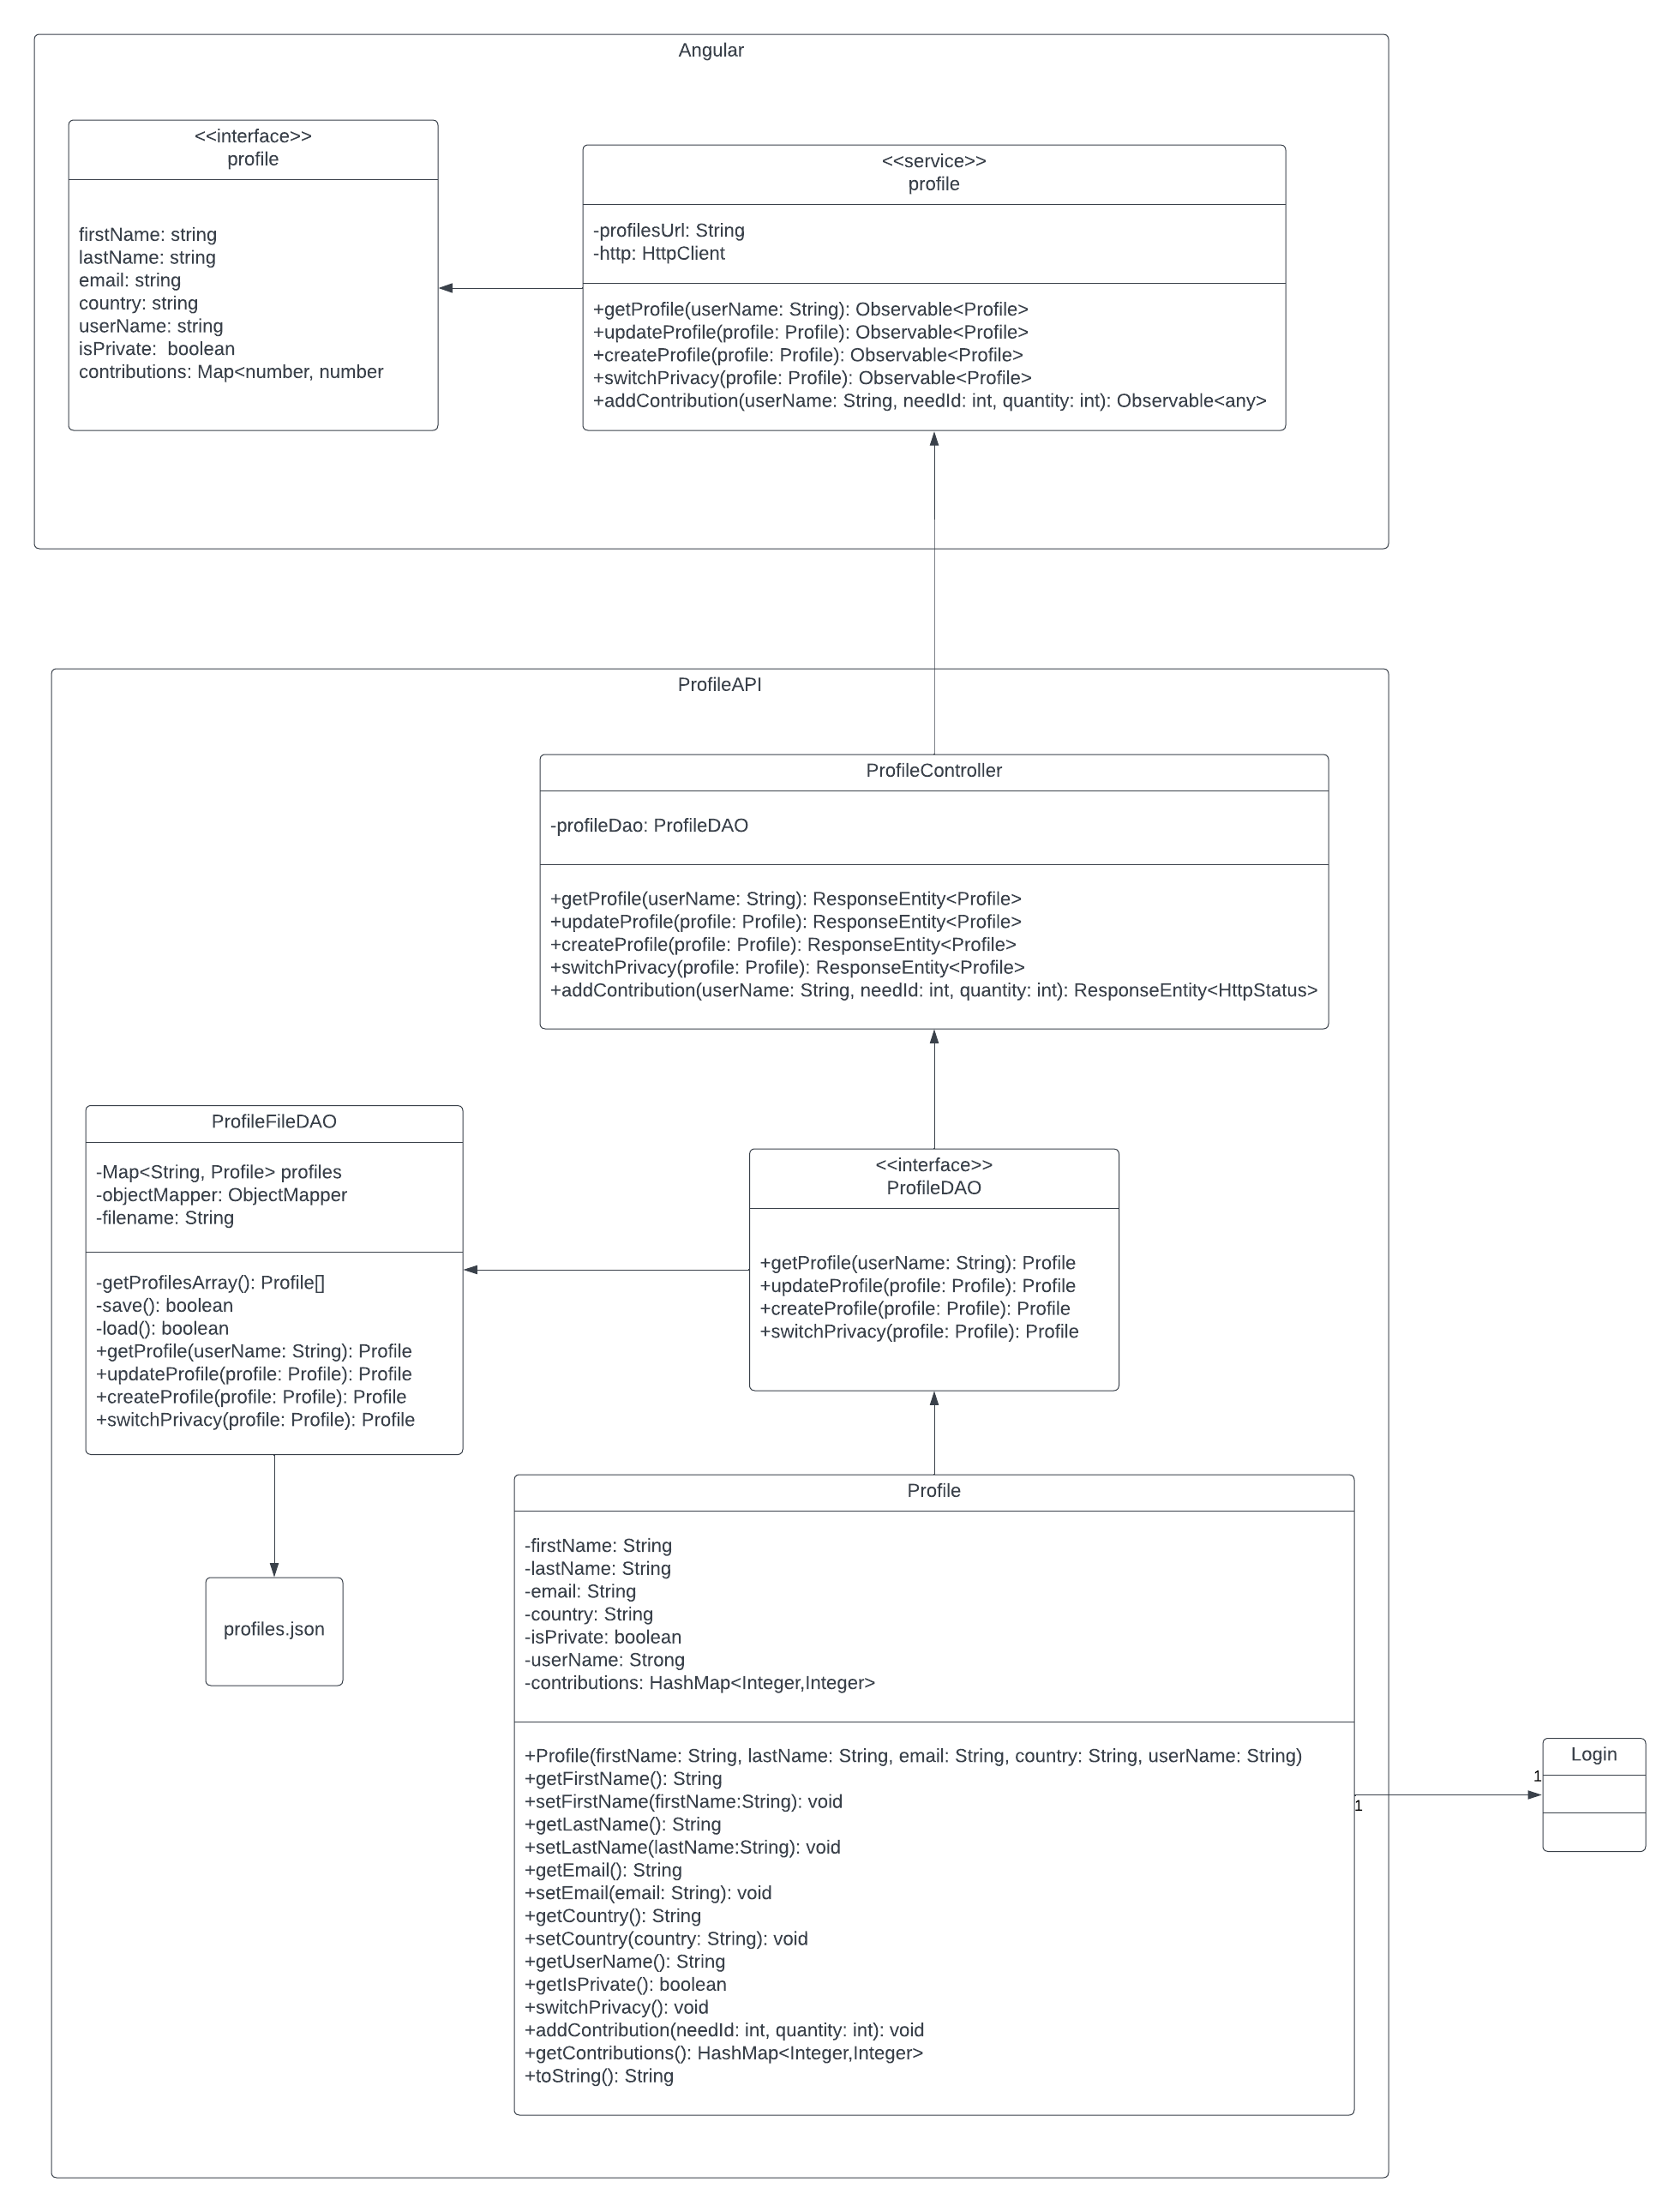 Angular
<<interface>>
profile
firstName: string
lastName: string
email: string
country: string
userName: string
isPrivate:  boolean
contributions: Map<number, number
<<service>>
profile
-profilesUrl: String
-http: HttpClient
+getProfile(userName: String): Observable<Profile>
+updateProfile(profile: Profile): Observable<Profile>
+createProfile(profile: Profile): Observable<Profile>
+switchPrivacy(profile: Profile): Observable<Profile>
+addContribution(userName: String, needId: int, quantity: int): Observable<any>
ProfileAPI
ProfileController
-profileDao: ProfileDAO
+getProfile(userName: String): ResponseEntity<Profile>
+updateProfile(profile: Profile): ResponseEntity<Profile>
+createProfile(profile: Profile): ResponseEntity<Profile>
+switchPrivacy(profile: Profile): ResponseEntity<Profile>
+addContribution(userName: String, needId: int, quantity: int): ResponseEntity<HttpStatus>
ProfileFileDAO
-Map<String, Profile> profiles
-objectMapper: ObjectMapper
-filename: String
-getProfilesArray(): Profile[]
-save(): boolean
-load(): boolean
+getProfile(userName: String): Profile
+updateProfile(profile: Profile): Profile
+createProfile(profile: Profile): Profile
+switchPrivacy(profile: Profile): Profile
<<interface>>
ProfileDAO
+getProfile(userName: String): Profile
+updateProfile(profile: Profile): Profile
+createProfile(profile: Profile): Profile
+switchPrivacy(profile: Profile): Profile
profiles.json
Profile
-firstName: String
-lastName: String
-email: String
-country: String
-isPrivate: boolean
-userName: Strong
-contributions: HashMap<Integer,Integer>
+Profile(firstName: String, lastName: String, email: String, country: String, userName: String)
+getFirstName(): String
+setFirstName(firstName:String): void
+getLastName(): String
+setLastName(lastName:String): void
+getEmail(): String
+setEmail(email: String): void
+getCountry(): String
+setCountry(country: String): void
+getUserName(): String
+getIsPrivate(): boolean
+switchPrivacy(): void
+addContribution(needId: int, quantity: int): void
+getContributions(): HashMap<Integer,Integer>
+toString(): String
1
1
Login